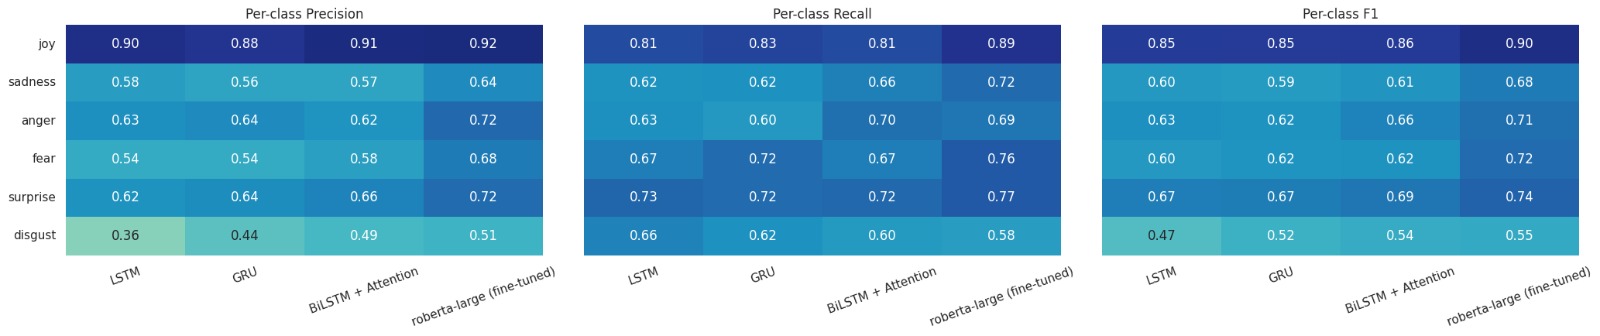 Per-class Precision
Per-class Recall
Per-class F1
joy 0.90 0.88 0.91 0.92 0.81 0.83 0.81 0.89 0.85 0.85 0.86 0.90
sadness 0.58 0.56 0.57 0.64 0.62 0.62 0.66 0.72 0.60 0.59 0.61 0.68
anger 0.63 0.64 0.62 0.72 0.63 0.60 0.70 0.69 0.63 0.62 0.66 0.71
fear 0.54 0.54 0.58 0.68 0.67 0.72 0.67 0.76 0.60 0.62 0.62 0.72
surprise 0.62 0.64 0.66 0.72 0.73 0.72 0.72 0.77 0.67 0.67 0.69 0.74
disgust 0.36 0.44 0.49 0.51 0.66 0.62 0.60 0.58 0.47 0.52 0.54 0.55
LSTM
GRU
BiLSTM + Attention
roberta-large (fine-tuned)
LSTM
GRU
BiLSTM + Attention
roberta-large (fine-tuned)
LSTM
GRU
BiLSTM + Attention
roberta-large (fine-tuned)